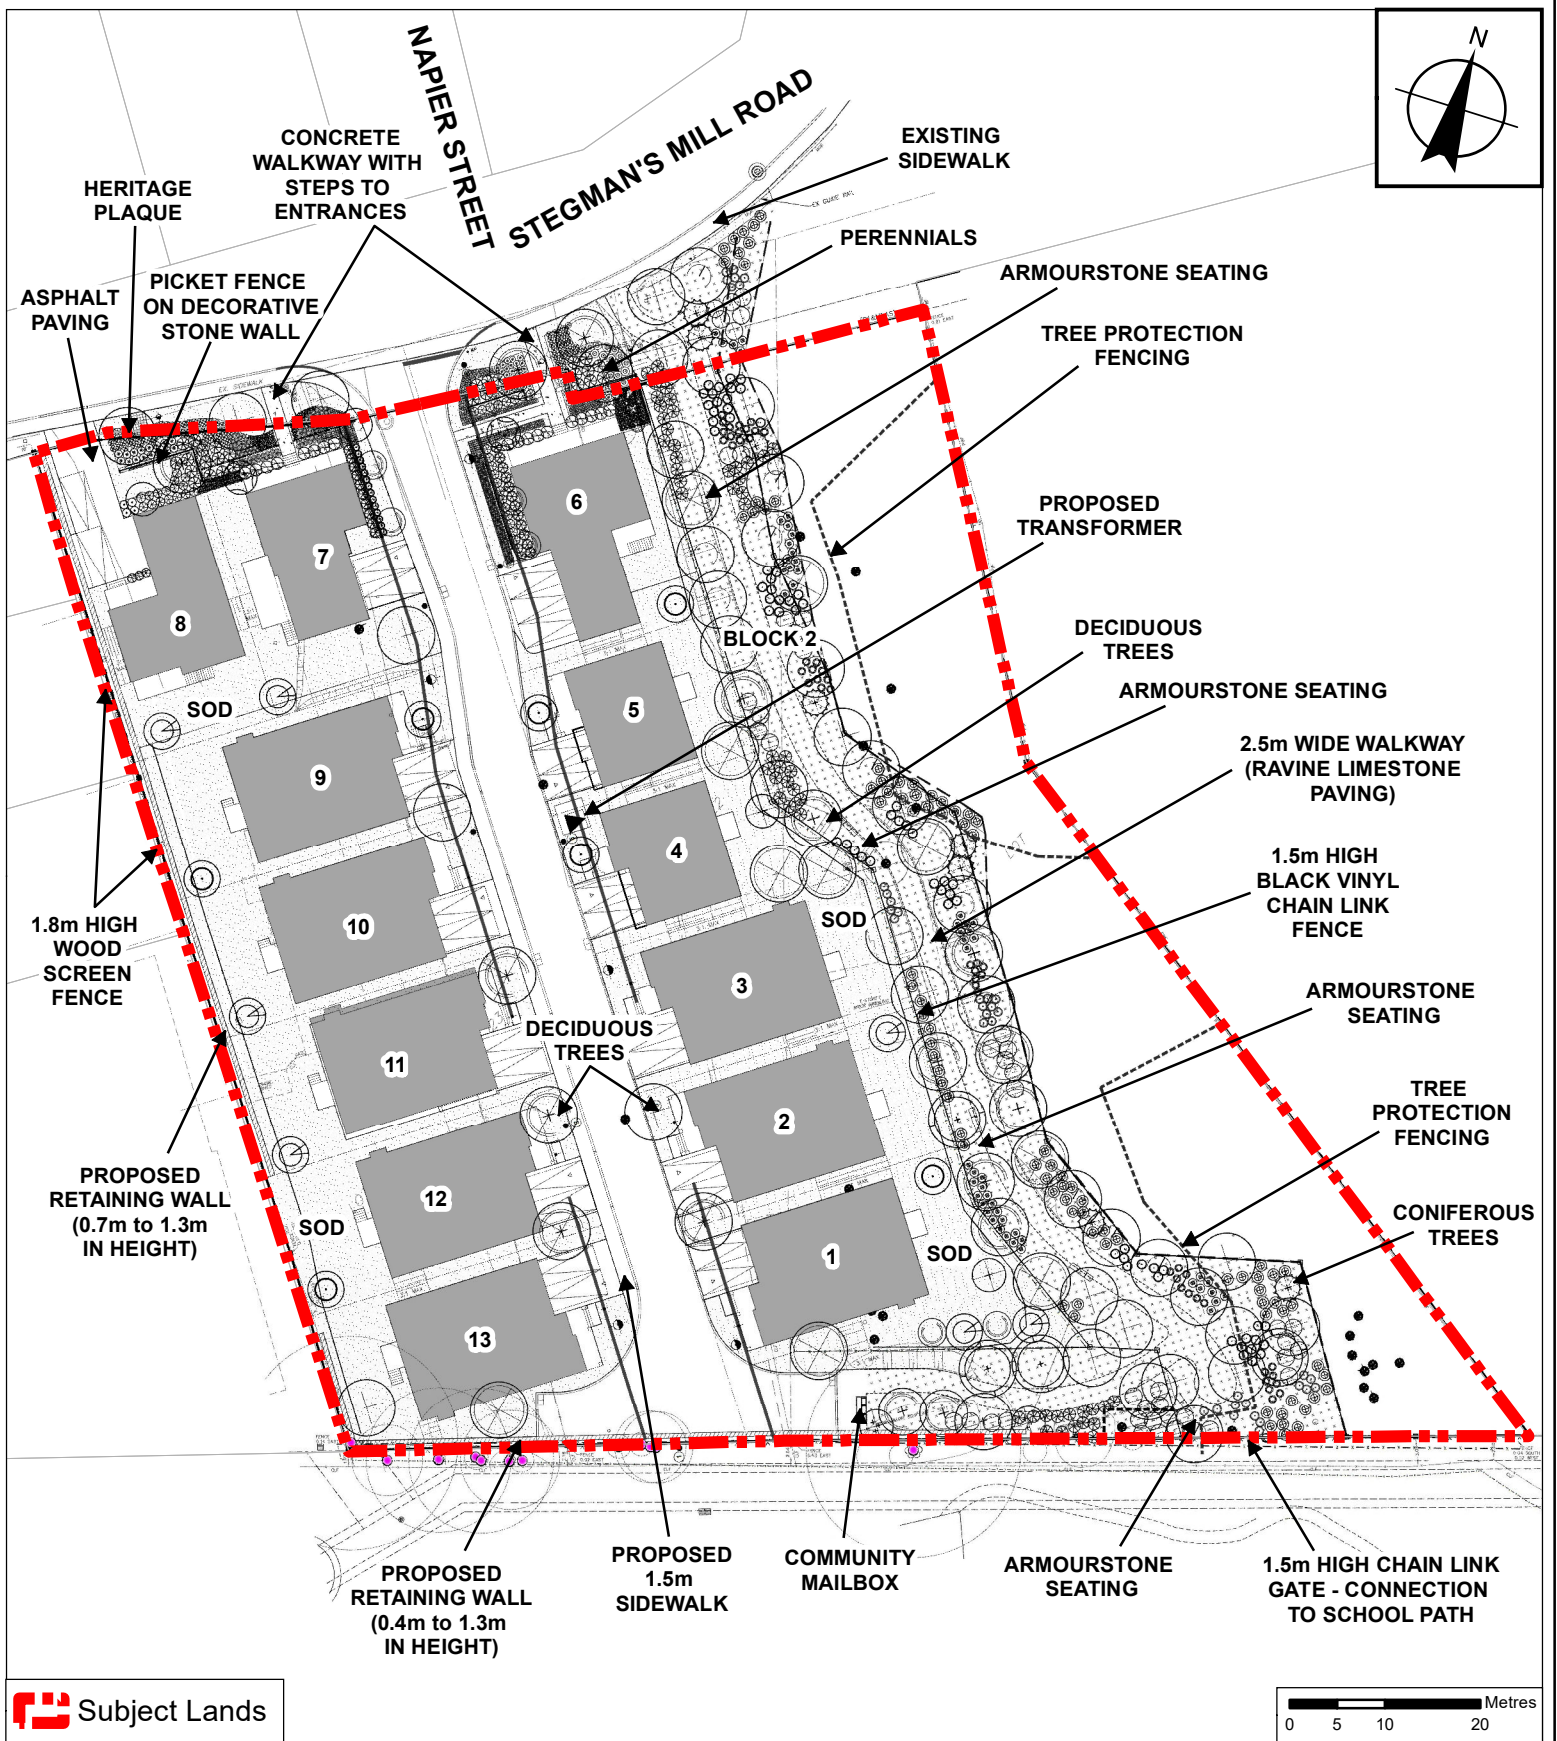 N
NAPIER STREET
STEGMAN'S MILL ROAD
CONCRETE
WALKWAY WITH
STEPS TO
ENTRANCES
EXISTING
SIDEWALK
HERITAGE
PLAQUE
EX GUIDE RAIL
PERENNIALS
ARMOURSTONE SEATING
ASPHALT
PAVING
PICKET FENCE
ON DECORATIVE
STONE WALL
TREE PROTECTION
FENCING
EX. SIDEWALK
PROPOSED
TRANSFORMER
6
7
8
BLOCK 2
DECIDUOUS
TREES
ARMOURSTONE SEATING
SOD
5
9
2.5m WIDE WALKWAY
(RAVINE LIMESTONE
PAVING)
4
1.5m HIGH
BLACK VINYL
CHAIN LINK
FENCE
SOD
10
1.8m HIGH
WOOD
SCREEN
FENCE
3
ARMOURSTONE
SEATING
DECIDUOUS
TREES
11
2
TREE
PROTECTION
FENCING
PROPOSED
RETAINING WALL
(0.7m to 1.3m
IN HEIGHT)
12
SOD
CONIFEROUS
TREES
1
SOD
13
PROPOSED
RETAINING WALL
(0.4m to 1.3m
IN HEIGHT)
PROPOSED
1.5m
SIDEWALK
COMMUNITY
MAILBOX
ARMOURSTONE
SEATING
1.5m HIGH CHAIN LINK
GATE - CONNECTION
TO SCHOOL PATH
Subject Lands
Metres
0 5 10 20